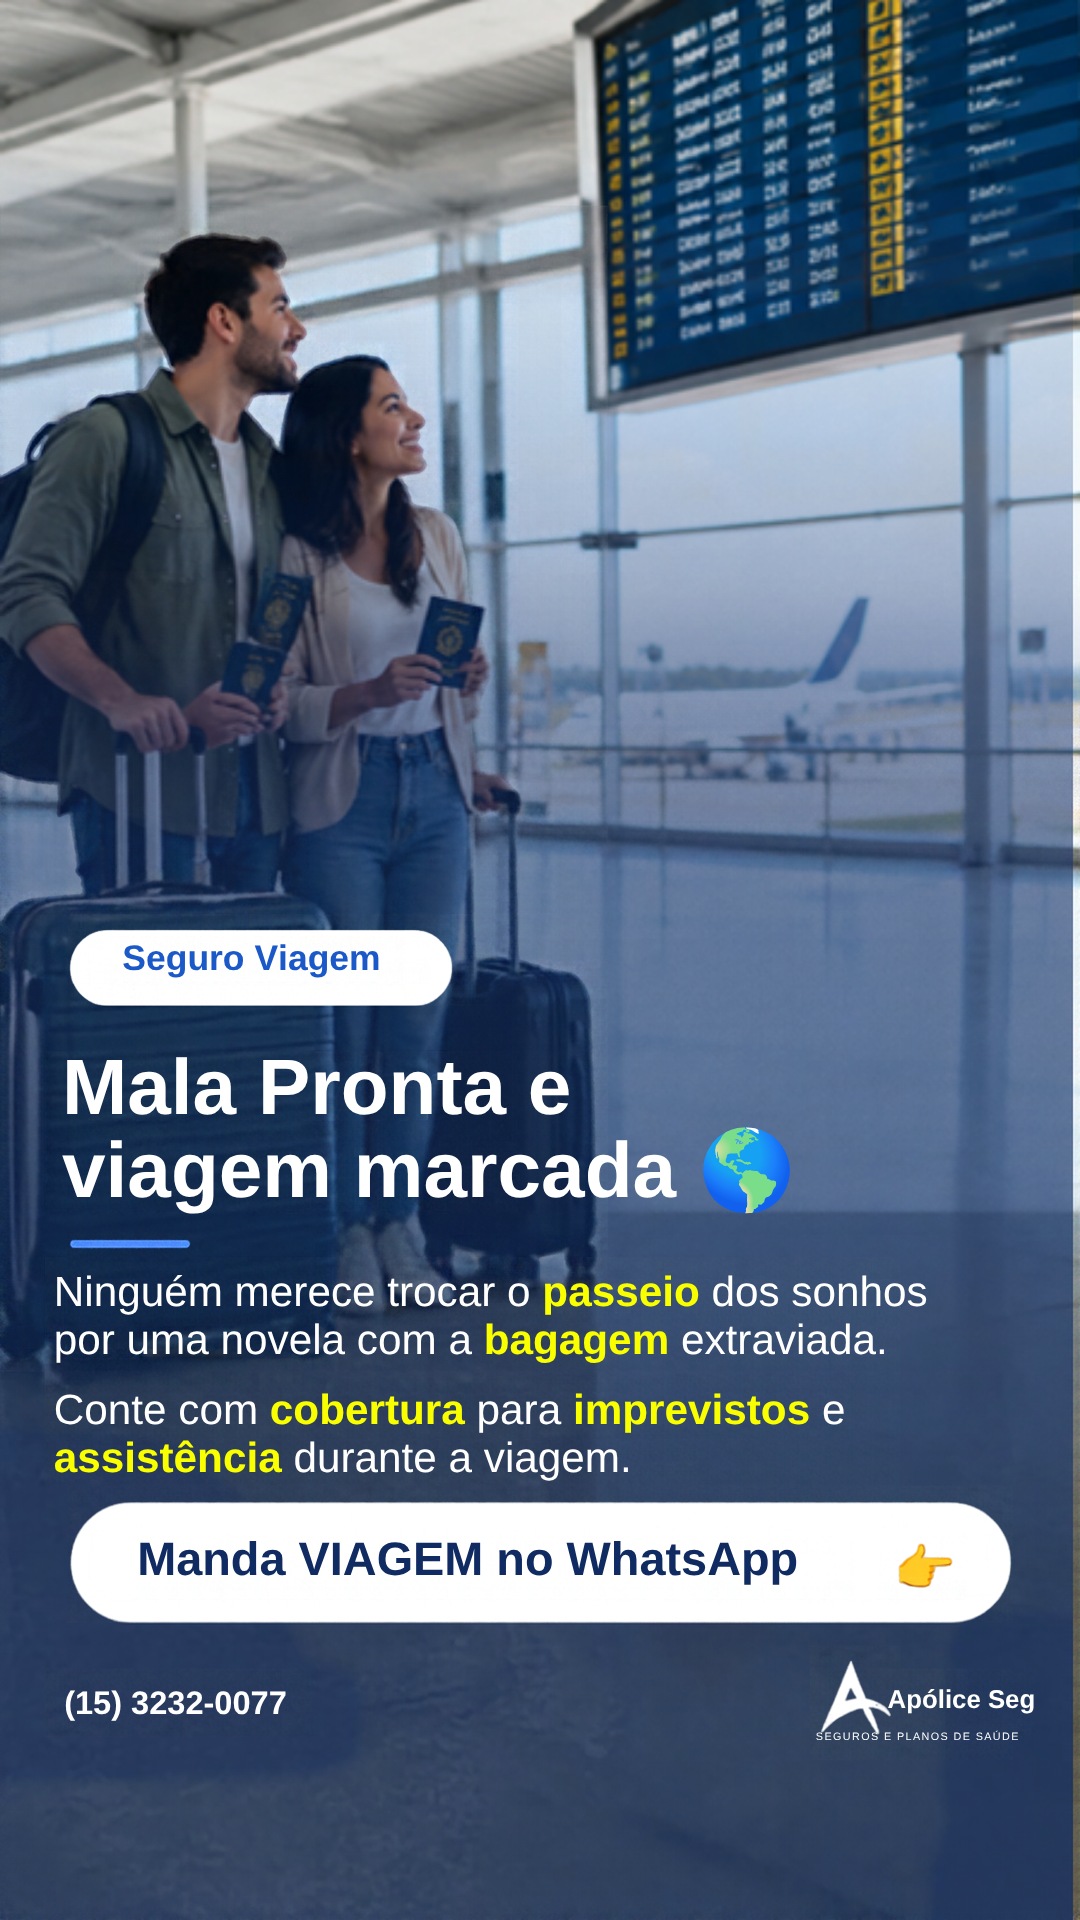 Seguro Viagem
Mala Pronta e
viagem marcada 🌎
Ninguém merece trocar o passeio dos sonhos
por uma novela com a bagagem extraviada.
Conte com cobertura para imprevistos e
assistência durante a viagem.
Manda VIAGEM no WhatsApp 👉
(15) 3232-0077
Apólice Seg
SEGUROS E PLANOS DE SAÚDE